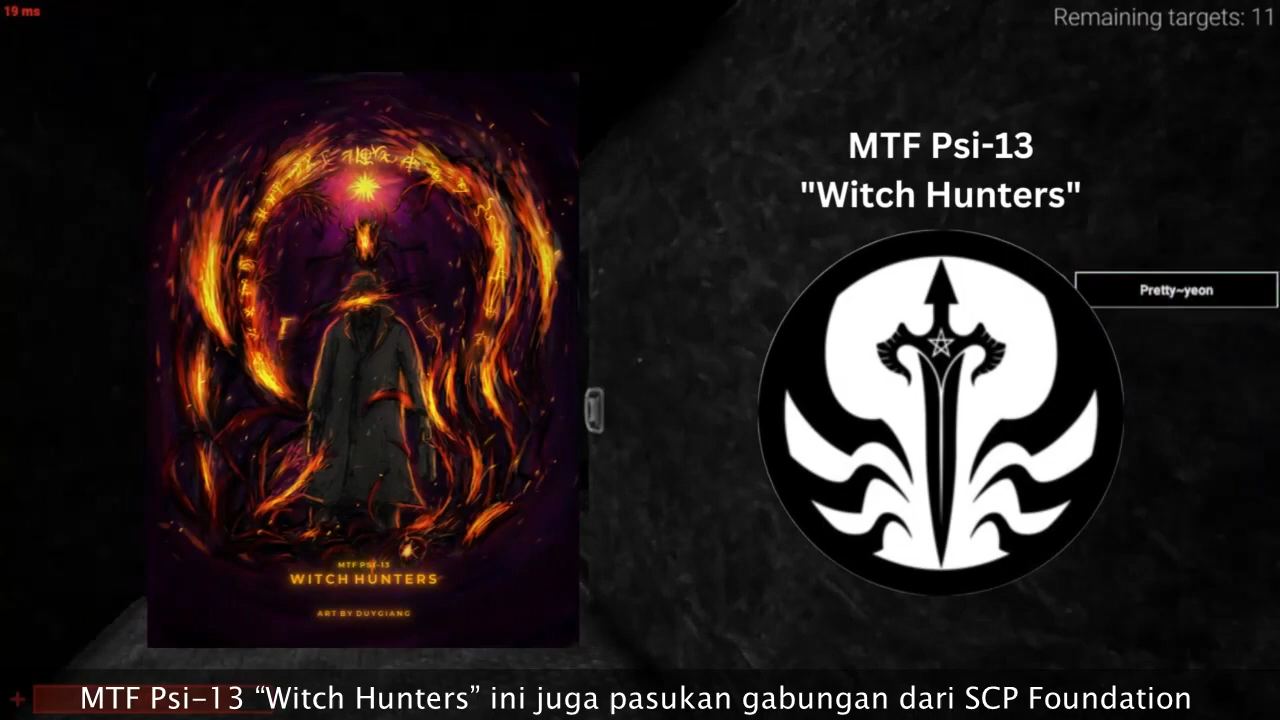 19 ms
Remaining targets: 11
MTF Psi-13
"Witch Hunters"
Pretty~yeon
MTF PSI-13
WITCH HUNTERS
ART BY DUYGIANG
MTF Psi–13 “Witch Hunters” ini juga pasukan gabungan dari SCP Foundation